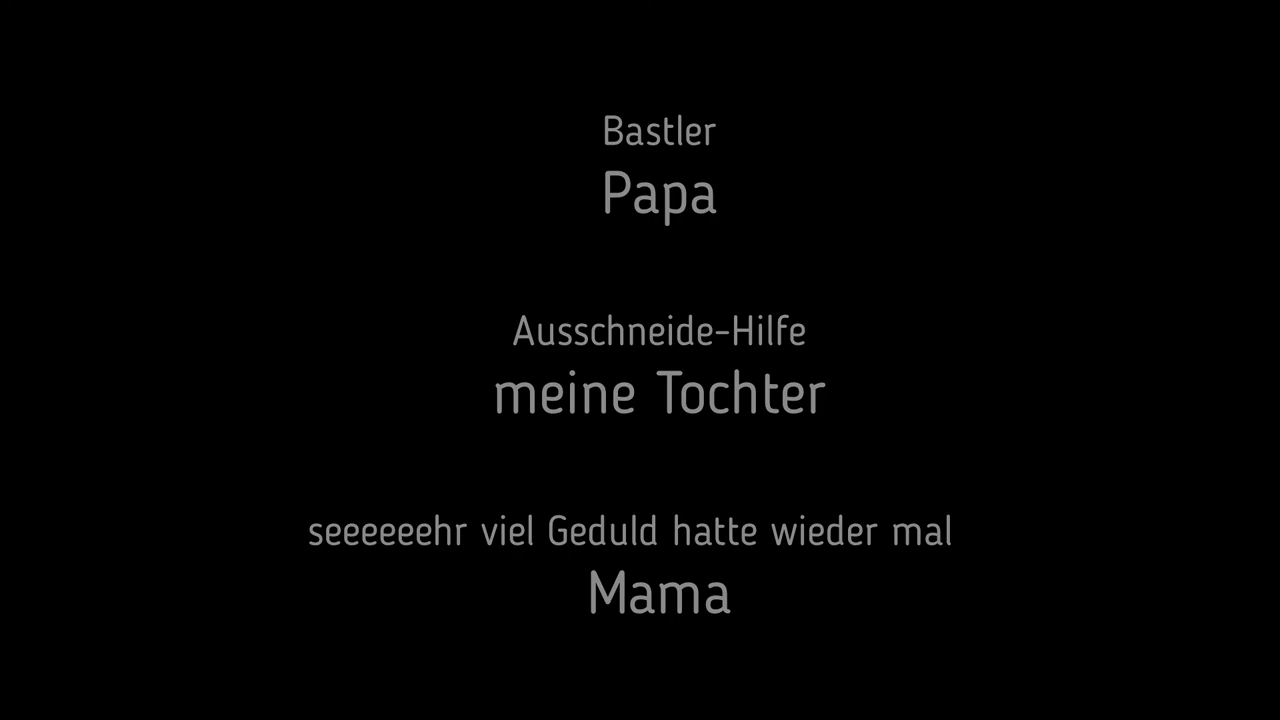 Bastler
Papa
Ausschneide-Hilfe
meine Tochter
seeeeeehr viel Geduld hatte wieder mal
Mama